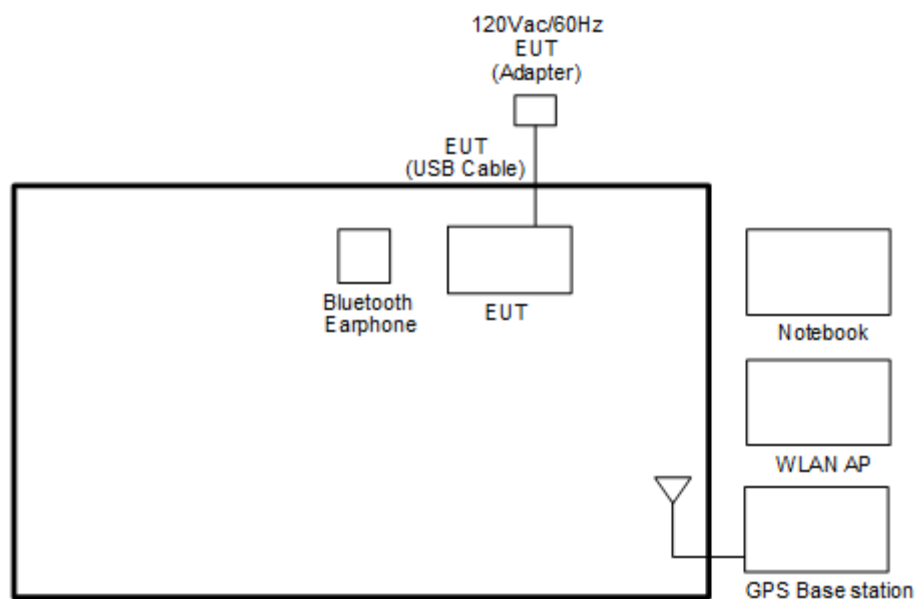 120Vac/60Hz
EUT
(Adapter)
EUT
(USB Cable)
Bluetooth
Earphone
EUT
Notebook
WLAN AP
GPS Base station